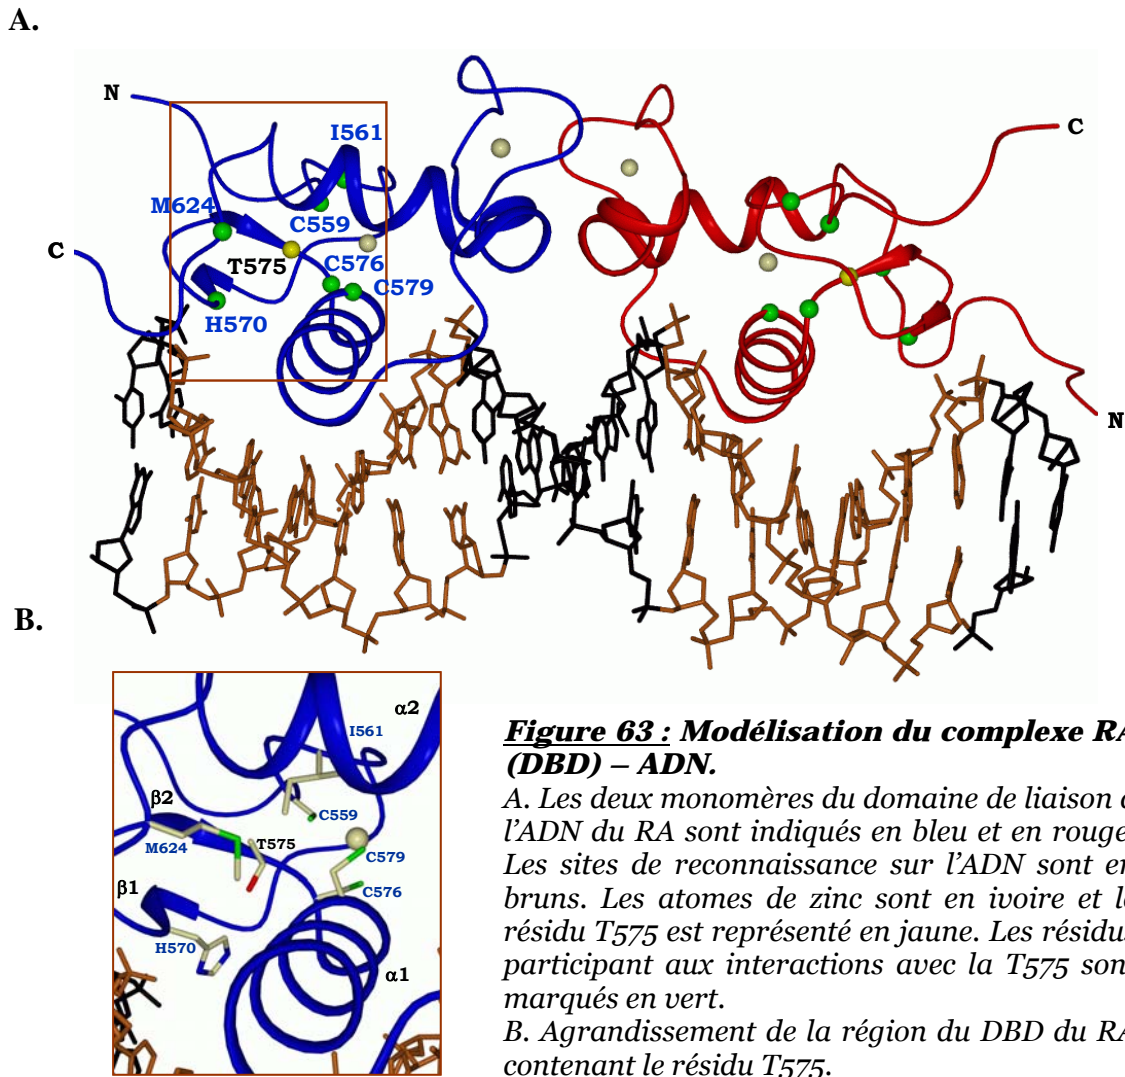 A.
N
I561
C
M624
C559
C
T575
C576
C579
H570
N
B.
α2
I561
β2
C559
T575
M624
C579
β1
C576
H570
α1
Figure 63 : Modélisation du complexe RA
(DBD) – ADN.
A. Les deux monomères du domaine de liaison à
l'ADN du RA sont indiqués en bleu et en rouge.
Les sites de reconnaissance sur l'ADN sont en
bruns. Les atomes de zinc sont en ivoire et le
résidu T575 est représenté en jaune. Les résidus
participant aux interactions avec la T575 son
marqués en vert.
B. Agrandissement de la région du DBD du RA
contenant le résidu T575.